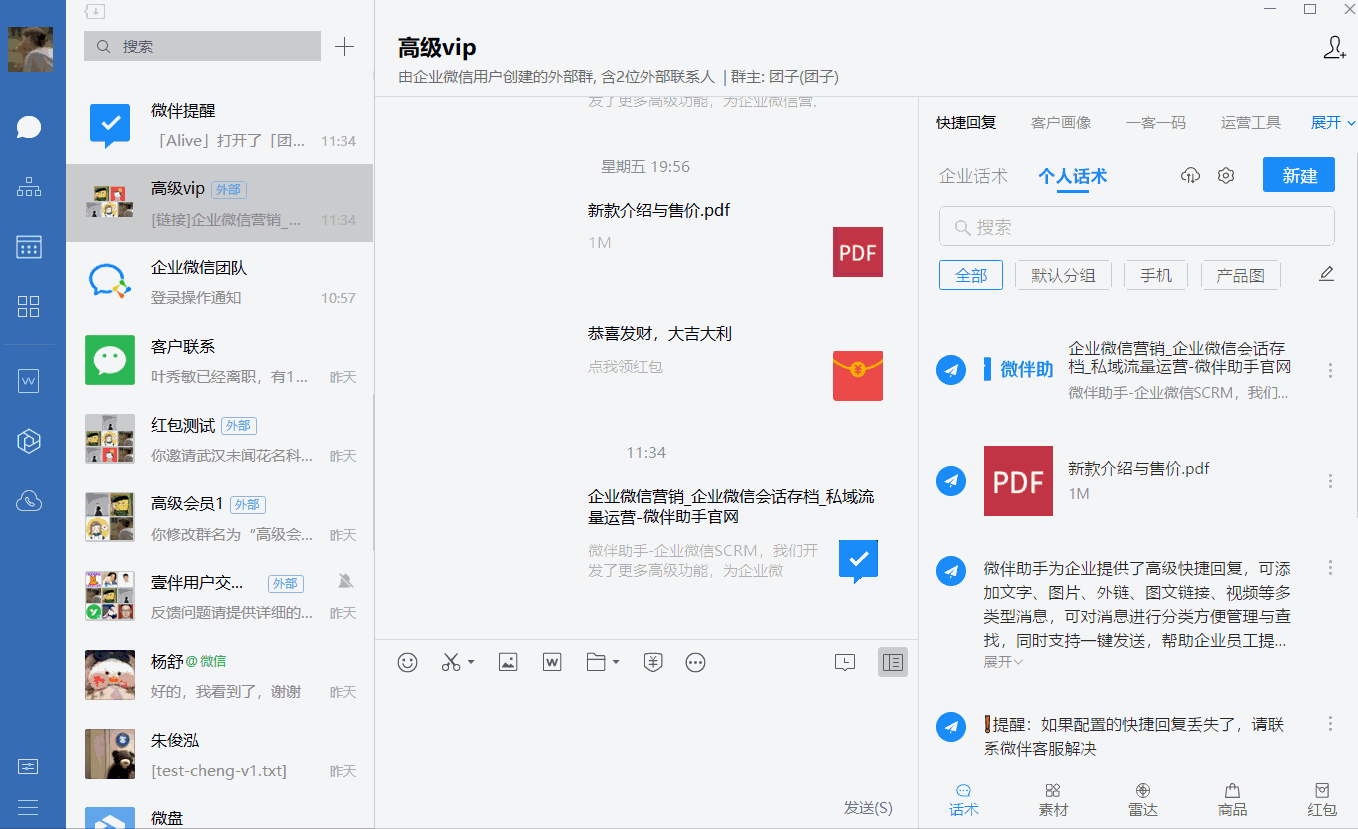 搜索
微伴提醒
「Alive」打开了「团... 11:34
高级vip 外部
[链接]企业微信营销_... 11:34
企业微信团队
登录操作通知 10:57
客户联系
叶秀敏已经离职，有1... 昨天
红包测试 外部
你邀请武汉未闻花名科... 昨天
高级会员1 外部
你修改群名为“高级会... 昨天
壹伴用户交... 外部
反馈问题请提供详细的... 昨天
杨舒@微信
好的，我看到了，谢谢 昨天
朱俊泓
[test-cheng-v1.txt] 昨天
微盘
高级vip
由企业微信用户创建的外部群, 含2位外部联系人 | 群主: 团子(团子)
发了更多高级功能，为企业微信营.
星期五 19:56
新款介绍与售价.pdf
1M
PDF
恭喜发财，大吉大利
点我领红包
11:34
企业微信营销_企业微信会话存档_私域流
量运营-微伴助手官网
微伴助手-企业微信SCRM，我们开
发了更多高级功能，为企业微
发送(S)
快捷回复 客户画像 一客一码 运营工具 展开
企业话术 个人话术 新建
搜索
全部 默认分组 手机 产品图
微伴助
企业微信营销_企业微信会话存
档_私域流量运营-微伴助手官网
微伴助手-企业微信SCRM，我们...
PDF
新款介绍与售价.pdf
1M
微伴助手为企业提供了高级快捷回复，可添
加文字、图片、外链、图文链接、视频等多
类型消息，可对消息进行分类方便管理与查
找，同时支持一键发送，帮助企业员工提...
展开
❗提醒：如果配置的快捷回复丢失了，请联
系微伴客服解决
话术 素材 雷达 商品 红包